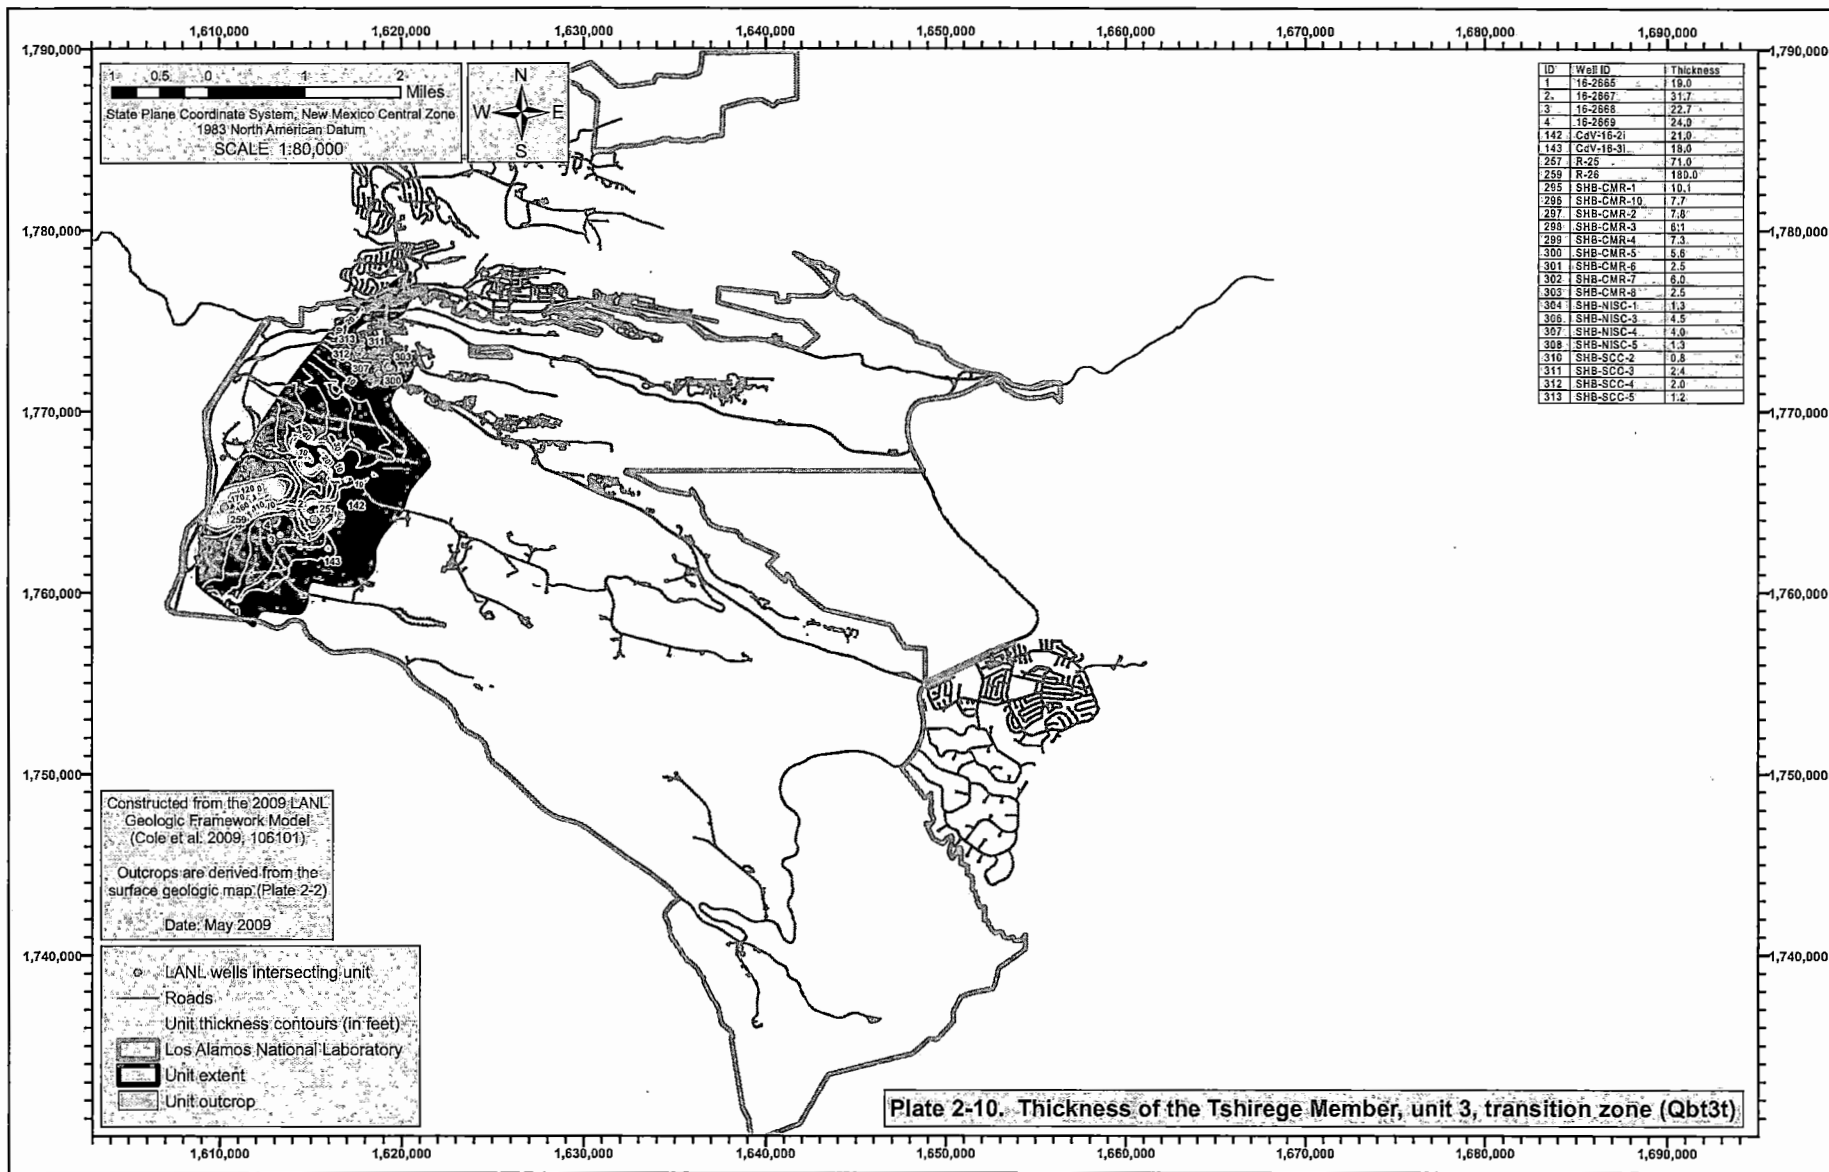 1,610,000 1,620,000 1,630,000 1,640,000 1,650,000 1,660,000 1,670,000 1,680,000 1,690,000
1,790,000 1,790,000
1 0.5 0 1 2
Miles
State Plane Coordinate System, New Mexico Central Zone
1983 North American Datum
SCALE 1:80,000
N
W E
S
ID Well ID Thickness
1 16-2665 19.0
2 16-2667 31.7
3 16-2668 22.7
4 16-2669 24.0
142 CdV-16-2i 21.0
143 CdV-16-3i 18.0
257 R-25 71.0
259 R-26 180.0
295 SHB-CMR-1 10.1
296 SHB-CMR-10 7.7
297 SHB-CMR-2 7.8
298 SHB-CMR-3 6.1
299 SHB-CMR-4 7.3
300 SHB-CMR-5 5.6
301 SHB-CMR-6 2.5
302 SHB-CMR-7 6.0
303 SHB-CMR-8 2.5
304 SHB-NISC-1 1.3
306 SHB-NISC-3 4.5
307 SHB-NISC-4 4.0
308 SHB-NISC-5 1.3
310 SHB-SCC-2 0.8
311 SHB-SCC-3 2.4
312 SHB-SCC-4 2.0
313 SHB-SCC-5 1.2
1,780,000 1,780,000
313 311
312 303
307 300
1,770,000 1,770,000
120
170
160 110 70
259 257 142
143
1,760,000 1,760,000
1,750,000 1,750,000
Constructed from the 2009 LANL
Geologic Framework Model
(Cole et al. 2009, 106101)
Outcrops are derived from the
surface geologic map (Plate 2-2)
Date: May 2009
1,740,000 1,740,000
LANL wells intersecting unit
Roads
Unit thickness contours (in feet)
Los Alamos National Laboratory
Unit extent
Unit outcrop
Plate 2-10. Thickness of the Tshirege Member, unit 3, transition zone (Qbt3t)
1,610,000 1,620,000 1,630,000 1,640,000 1,650,000 1,660,000 1,670,000 1,680,000 1,690,000